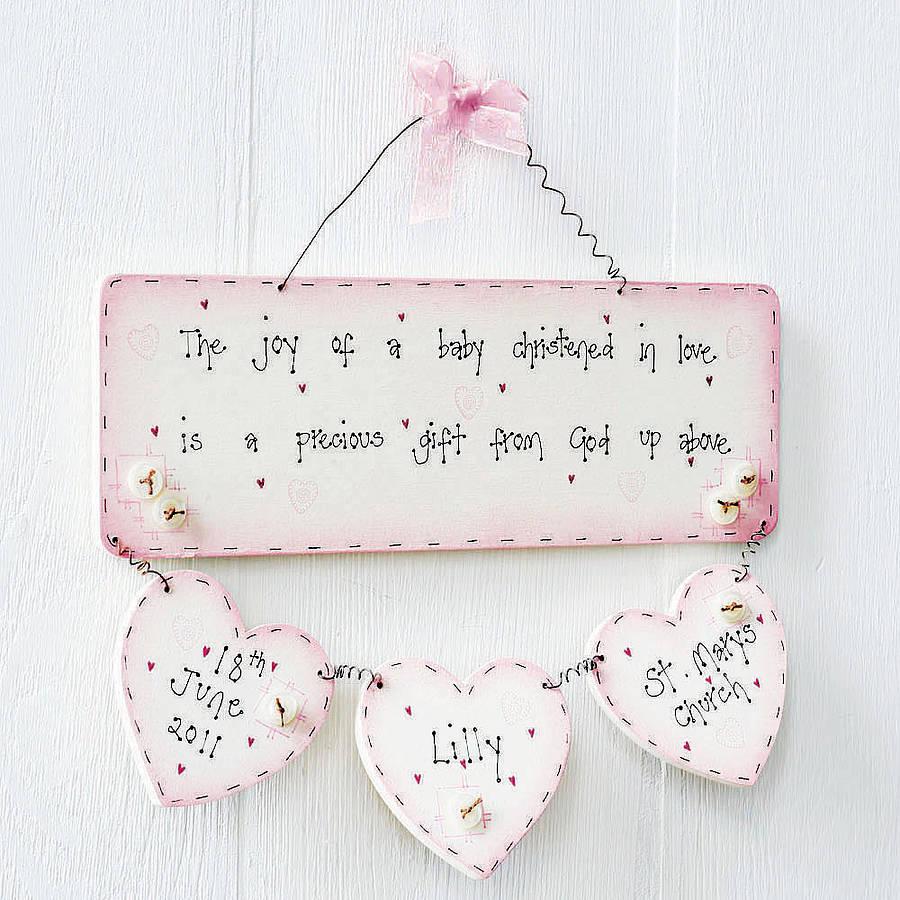 The joy of a baby christened in love
is a precious gift from God up above
18th
June
2011
Lilly
St. Marys
Church